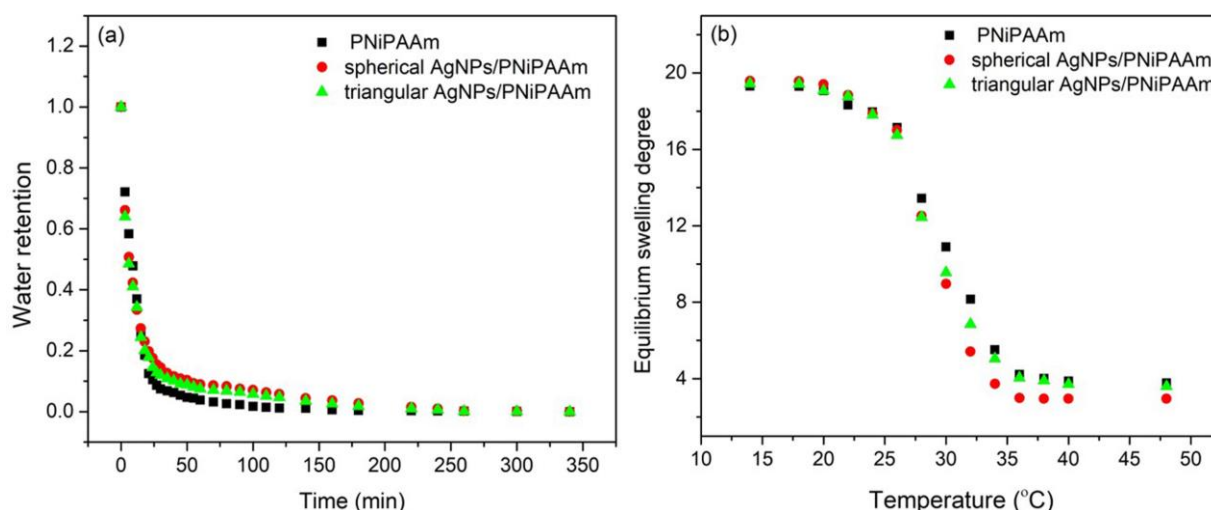 (a)
PNiPAAm
spherical AgNPs/PNiPAAm
triangular AgNPs/PNiPAAm
Water retention
1.2
1.0
0.8
0.6
0.4
0.2
0.0
0 50 100 150 200 250 300 350
Time (min)
(b)
PNiPAAm
spherical AgNPs/PNiPAAm
triangular AgNPs/PNiPAAm
Equilibrium swelling degree
20
16
12
8
4
10 15 20 25 30 35 40 45 50
Temperature (°C)